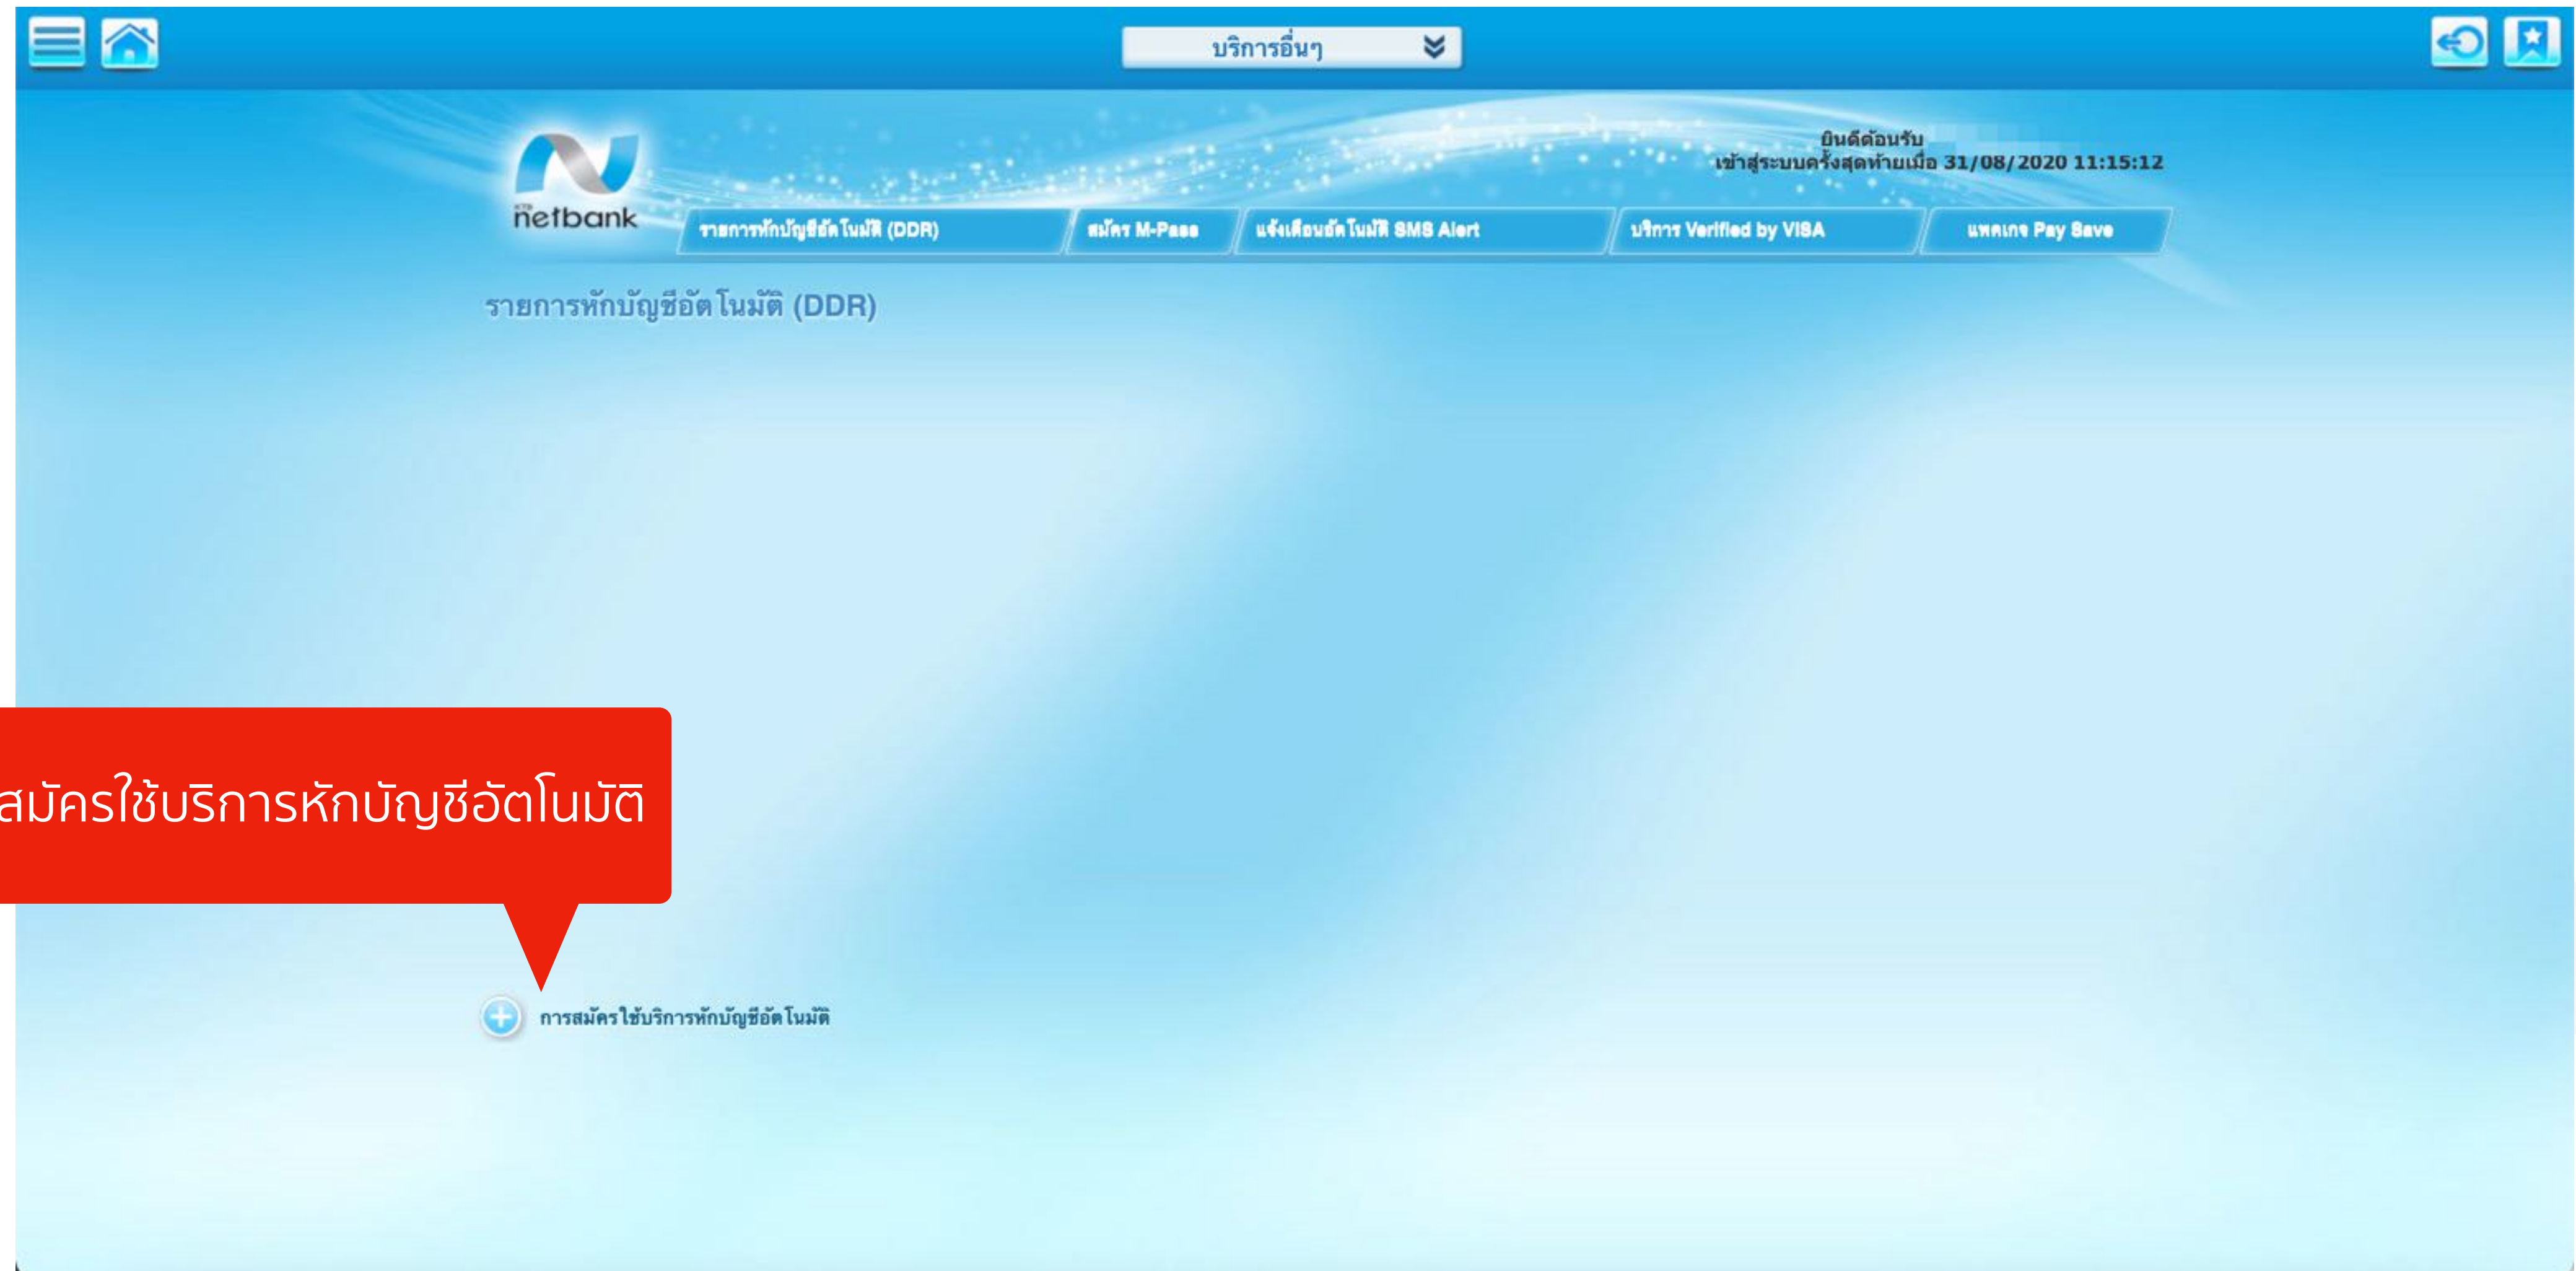 บริการอื่นๆ
ยินดีต้อนรับ
เข้าสู่ระบบครั้งสุดท้ายเมื่อ 31/08/2020 11:15:12
KTB
netbank
รายการหักบัญชีอัตโนมัติ (DDR)
สมัคร M-Pass
แจ้งเตือนอัตโนมัติ SMS Alert
บริการ Verified by VISA
แพคเกจ Pay Save
รายการหักบัญชีอัตโนมัติ (DDR)
สมัครใช้บริการหักบัญชีอัตโนมัติ
การสมัครใช้บริการหักบัญชีอัตโนมัติ